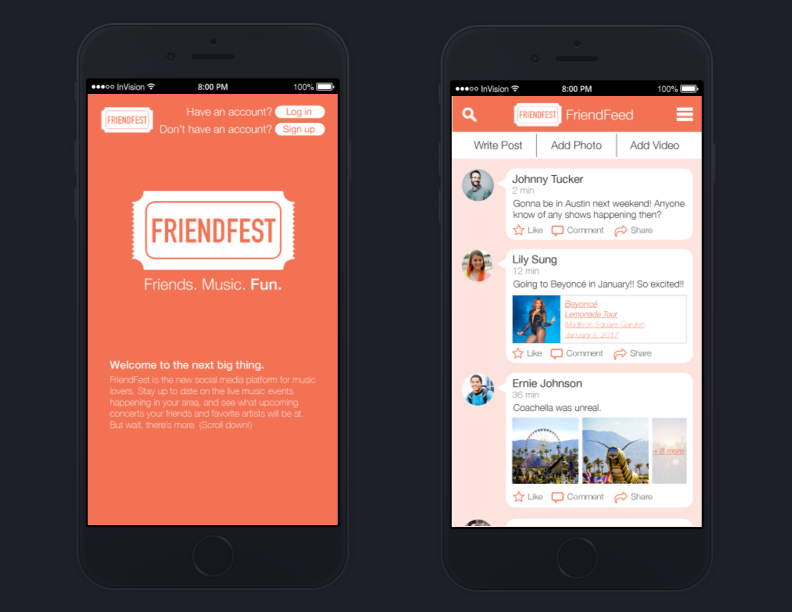 ●●●○○ InVision 8:00 PM 100%
FRIENDFEST
Have an account? Log in
Don't have an account? Sign up
FRIENDFEST
Friends. Music. Fun.
Welcome to the next big thing.
FriendFest is the new social media platform for music
lovers. Stay up to date on the live music events
happening in your area, and see what upcoming
concerts your friends and favorite artists will be at.
But wait, there's more. (Scroll down!)
●●●○○ InVision 8:00 PM 100%
FRIENDFEST FriendFeed
Write Post Add Photo Add Video
Johnny Tucker
2 min
Gonna be in Austin next weekend! Anyone
know of any shows happening then?
Like Comment Share
Lily Sung
12 min
Going to Beyoncé in January!! So excited!!
Beyoncé
Lemonade Tour
Madison Square Garden
January 5, 2017
Like Comment Share
Ernie Johnson
36 min
Coachella was unreal.
+ 8 more
Like Comment Share